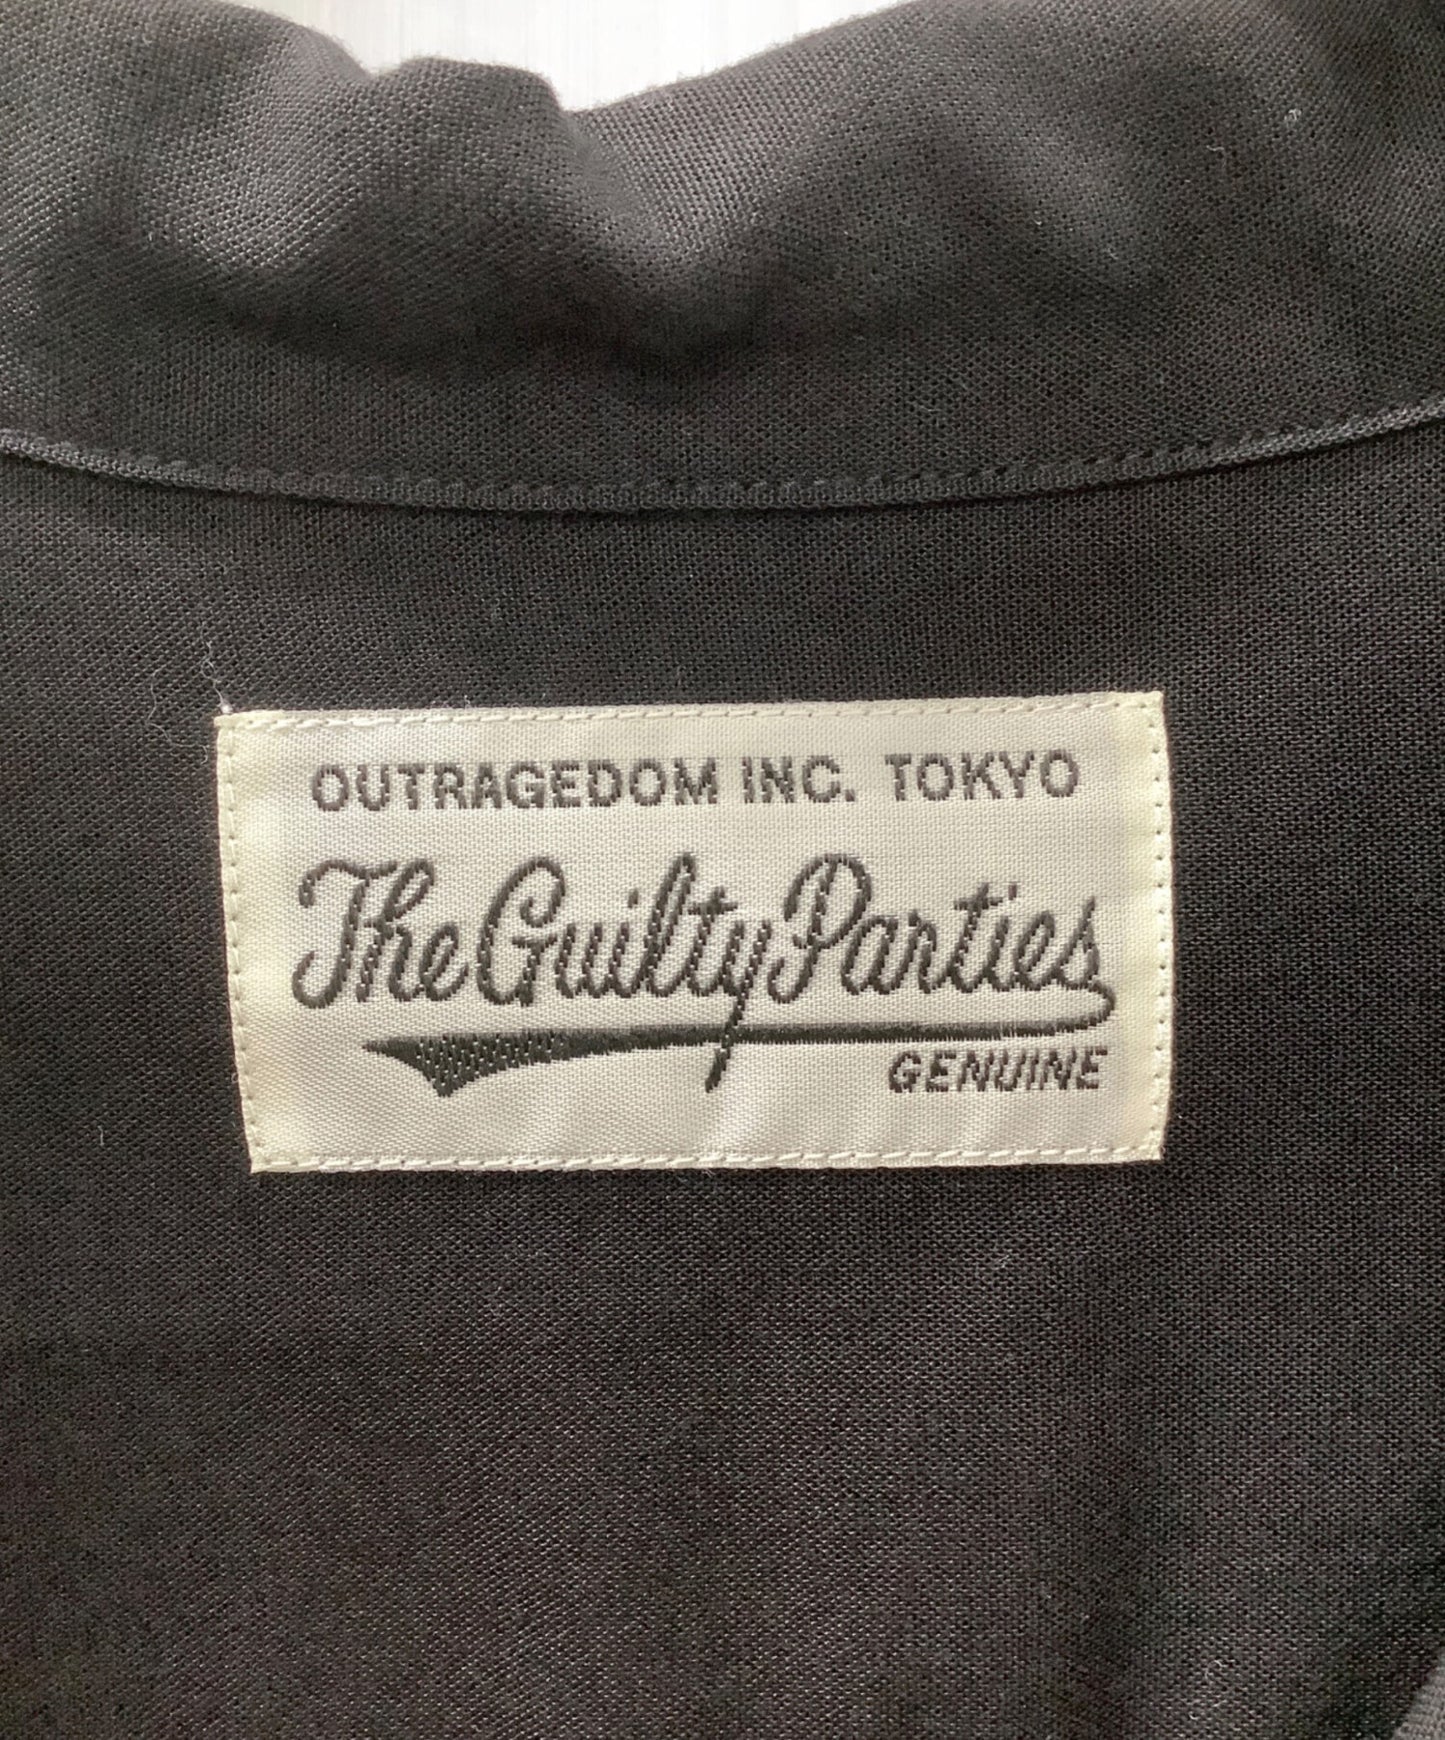 OUTRAGEDOM INC. TOKYO
The Guilty Parties
GENUINE